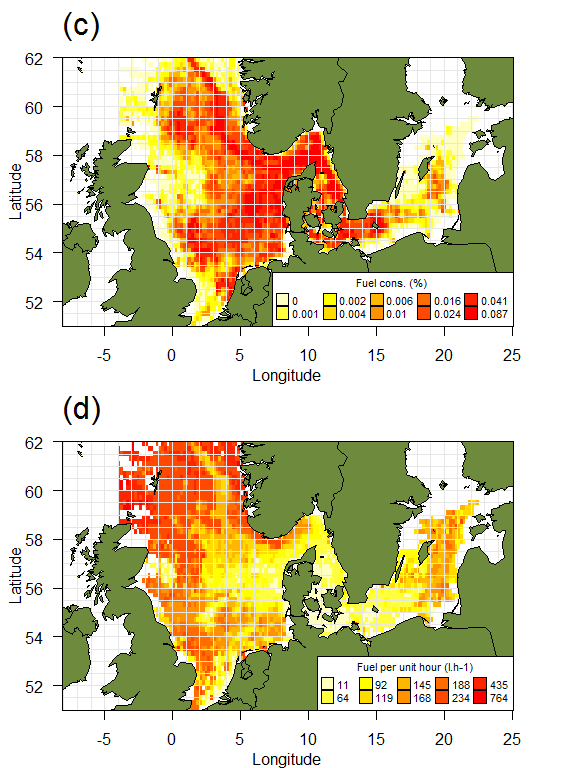 (c)
62
60
58
56
54
52
Latitude
Fuel cons. (%)
0 0.002 0.006 0.016 0.041
0.001 0.004 0.01 0.024 0.087
-5 0 5 10 15 20 25
Longitude
(d)
62
60
58
56
54
52
Latitude
Fuel per unit hour (l.h-1)
11 92 145 188 435
64 119 168 234 764
-5 0 5 10 15 20 25
Longitude